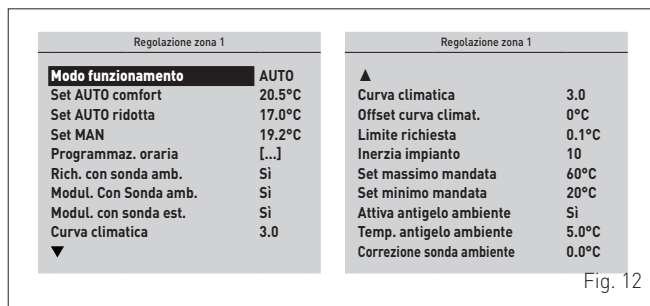 Regolazione zona 1
Modo funzionamento AUTO
Set AUTO comfort 20.5°C
Set AUTO ridotta 17.0°C
Set MAN 19.2°C
Programmaz. oraria [...]
Rich. con sonda amb. Sì
Modul. Con Sonda amb. Sì
Modul. con sonda est. Sì
Curva climatica 3.0
▼
Regolazione zona 1
▲
Curva climatica 3.0
Offset curva climat. 0°C
Limite richiesta 0.1°C
Inerzia impianto 10
Set massimo mandata 60°C
Set minimo mandata 20°C
Attiva antigelo ambiente Sì
Temp. antigelo ambiente 5.0°C
Correzione sonda ambiente 0.0°C
Fig. 12